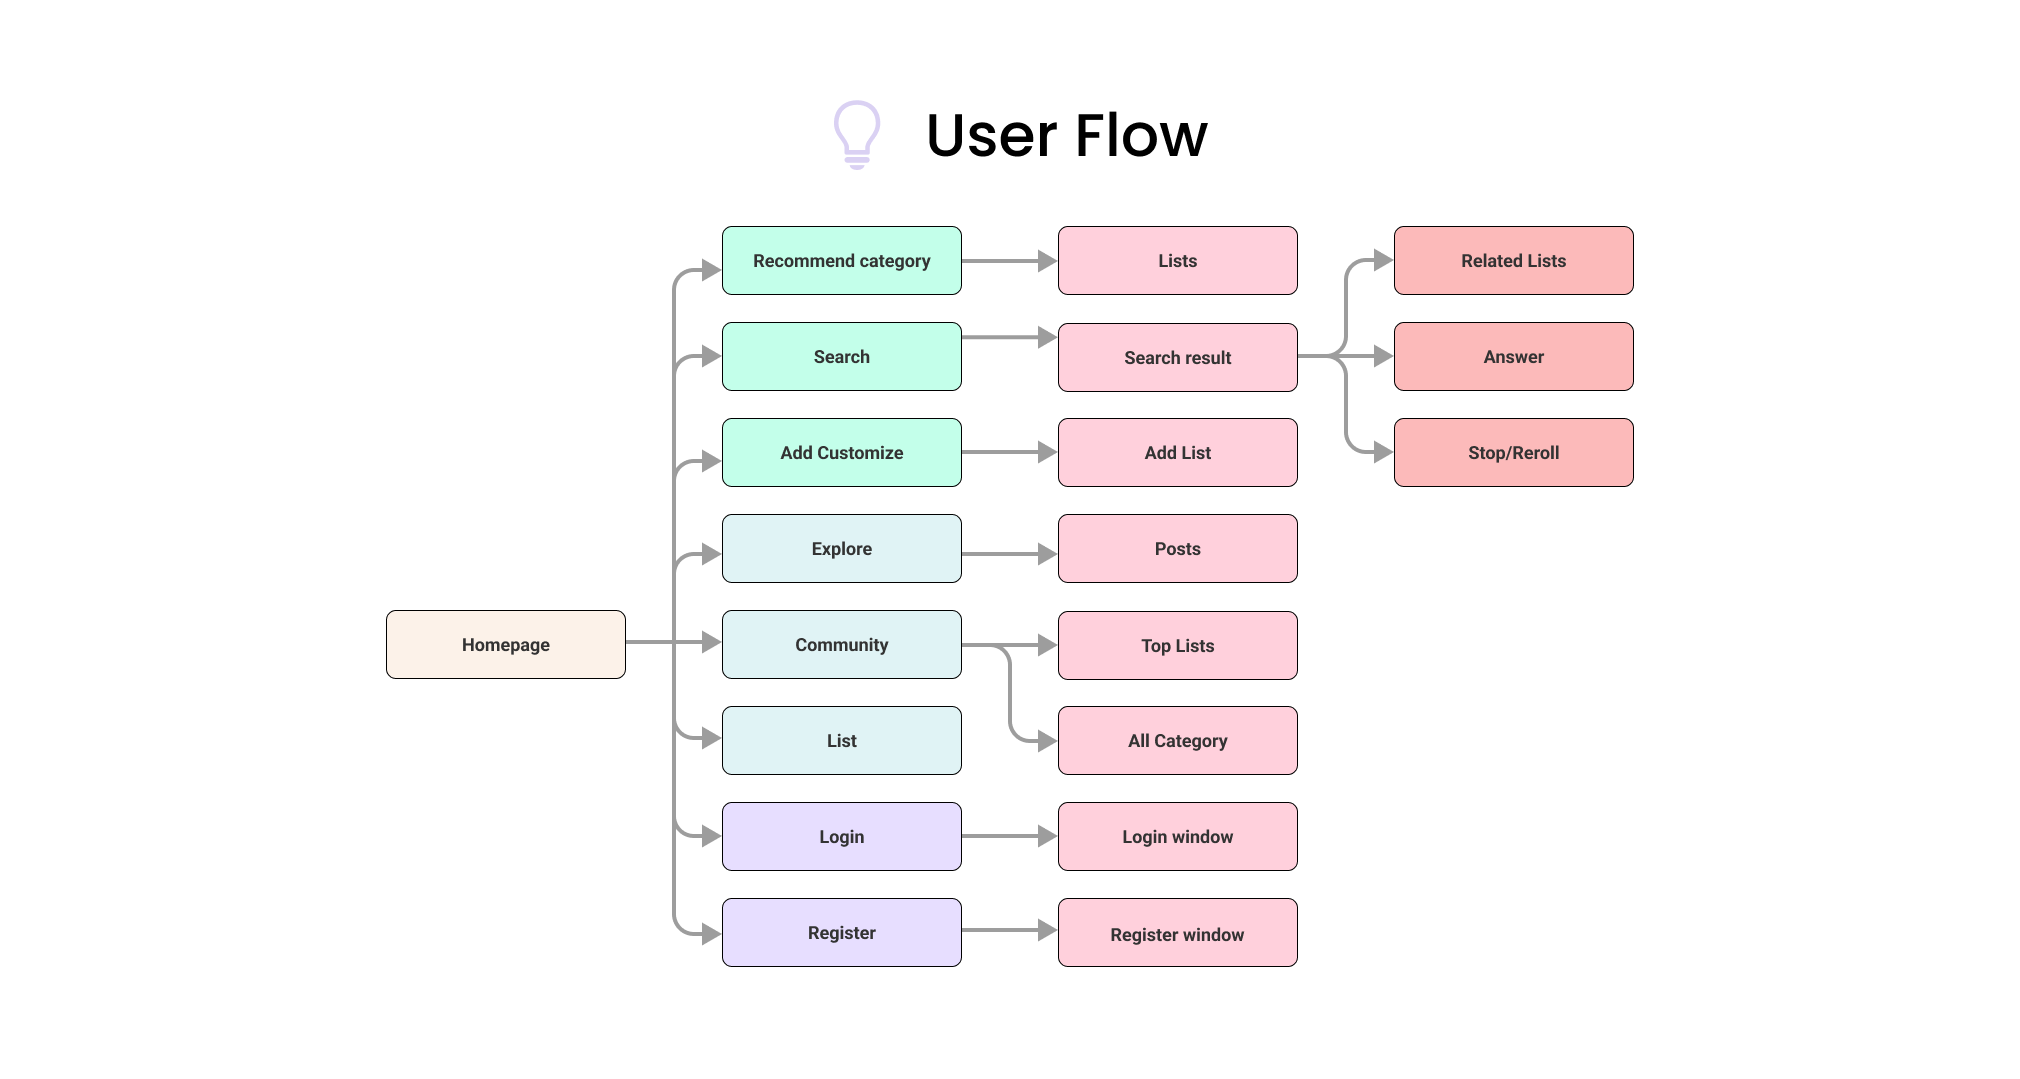 User Flow
Recommend category
Lists
Related Lists
Search
Search result
Answer
Add Customize
Add List
Stop/Reroll
Explore
Posts
Homepage
Community
Top Lists
List
All Category
Login
Login window
Register
Register window